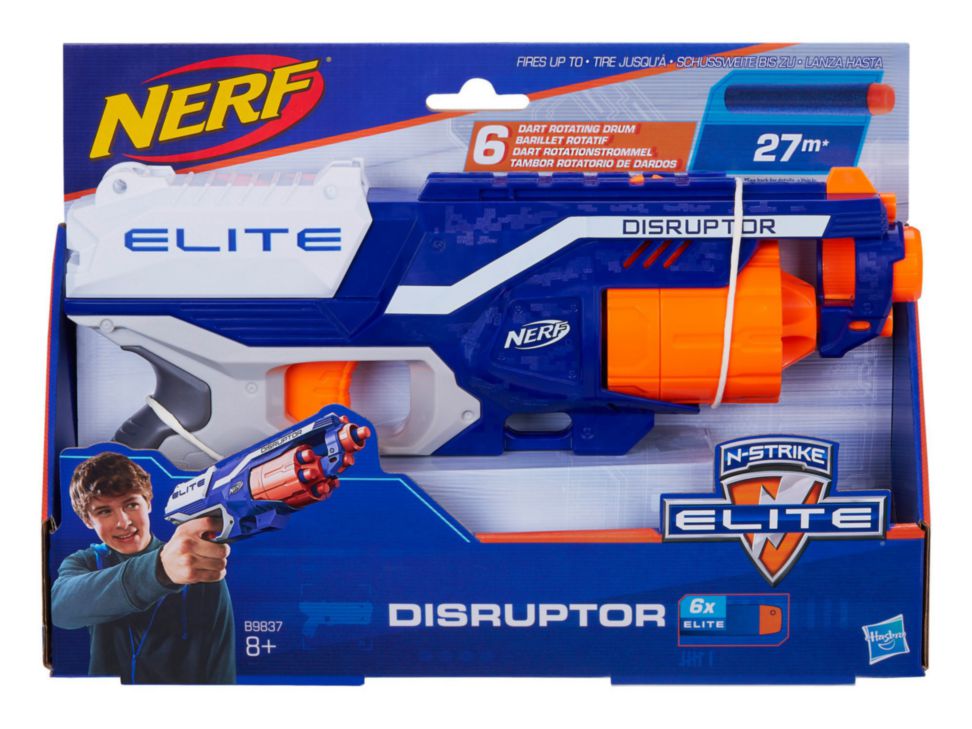 NERF
FIRES UP TO • TIRE JUSQU'À • SCHUSSWEITE BIS ZU • LANZA HASTA
6 DART ROTATING DRUM
BARILLET ROTATIF
DART ROTATIONSTROMMEL
TAMBOR ROTATORIO DE DARDOS
27m*
ELITE
DISRUPTOR
NERF
DISRUPTOR
ELITE
NERF
N-STRIKE
ELITE
B9837
8+
DISRUPTOR
6x
ELITE
Hasbro